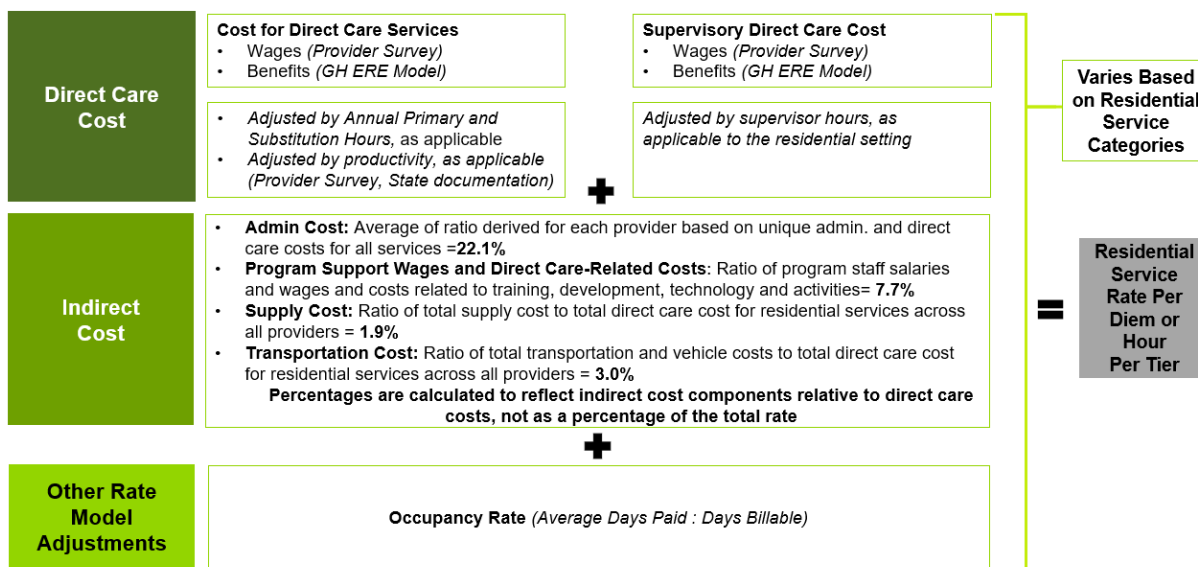 Direct Care
Cost
Cost for Direct Care Services
• Wages (Provider Survey)
• Benefits (GH ERE Model)
Supervisory Direct Care Cost
• Wages (Provider Survey)
• Benefits (GH ERE Model)
• Adjusted by Annual Primary and
Substitution Hours, as applicable
• Adjusted by productivity, as applicable
(Provider Survey, State documentation)
Adjusted by supervisor hours, as
applicable to the residential setting
Varies Based
on Residential
Service
Categories
Indirect
Cost
• Admin Cost: Average of ratio derived for each provider based on unique admin. and direct
care costs for all services =22.1%
• Program Support Wages and Direct Care-Related Costs: Ratio of program staff salaries
and wages and costs related to training, development, technology and activities= 7.7%
• Supply Cost: Ratio of total supply cost to total direct care cost for residential services across
all providers = 1.9%
• Transportation Cost: Ratio of total transportation and vehicle costs to total direct care cost
for residential services across all providers = 3.0%
Percentages are calculated to reflect indirect cost components relative to direct care
costs, not as a percentage of the total rate
Residential
Service
Rate Per
Diem or
Hour
Per Tier
Other Rate
Model
Adjustments
Occupancy Rate (Average Days Paid : Days Billable)